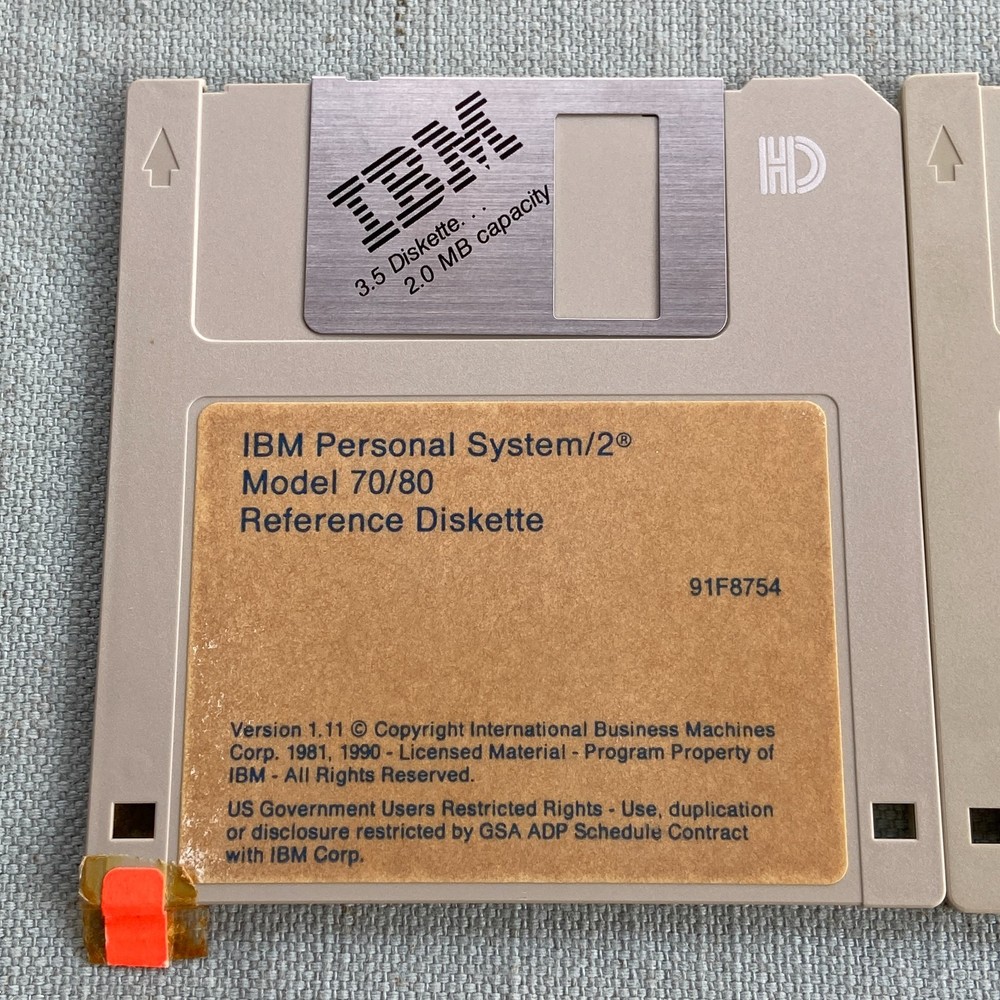 IBM
3.5 Diskette. . .
2.0 MB capacity
HD
IBM Personal System/2®
Model 70/80
Reference Diskette
91F8754
Version 1.11 © Copyright International Business Machines
Corp. 1981, 1990 - Licensed Material - Program Property of
IBM - All Rights Reserved.
US Government Users Restricted Rights - Use, duplication
or disclosure restricted by GSA ADP Schedule Contract
with IBM Corp.